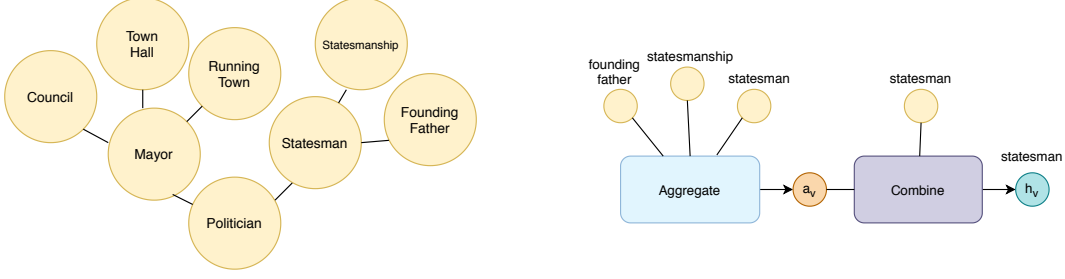 Town
Hall
Statesmanship
Running
Town
Council
Founding
Father
Statesman
Mayor
Politician
founding
father
statesmanship
statesman
statesman
Aggregate
a_v
Combine
statesman
h_v